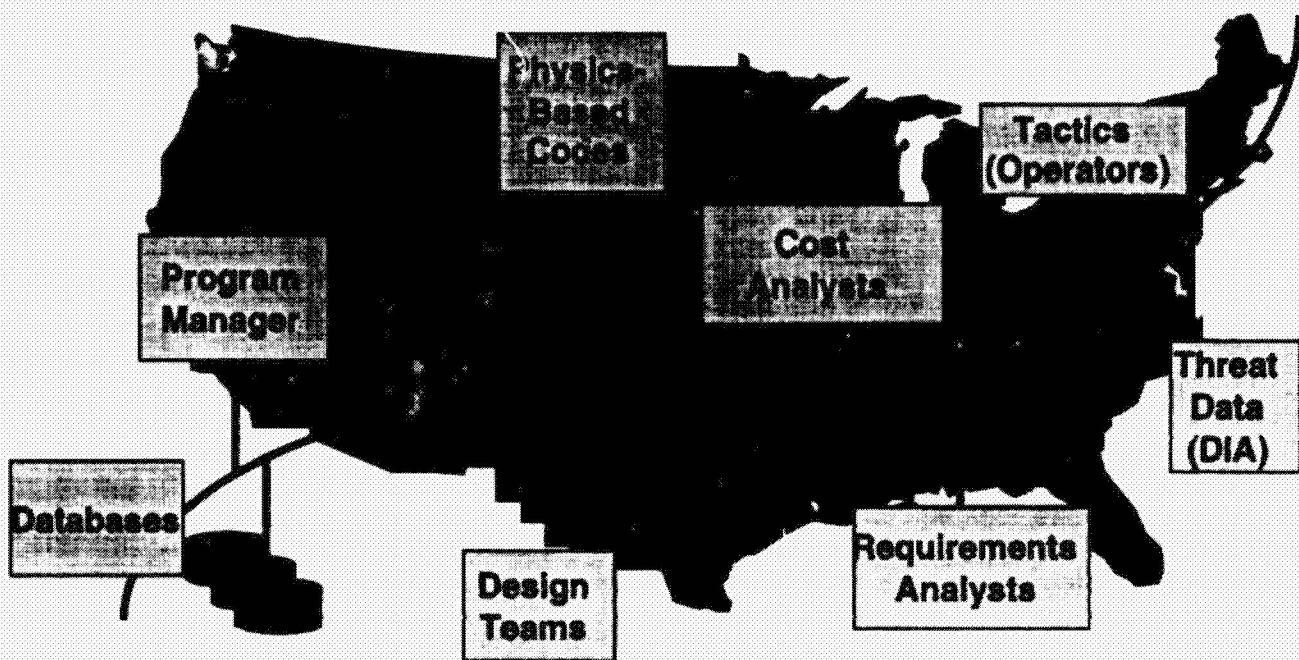 Physics-
Based
Codes
Tactics
(Operators)
Cost
Analysts
Program
Manager
Threat
Data
(DIA)
Databases
Requirements
Analysts
Design
Teams